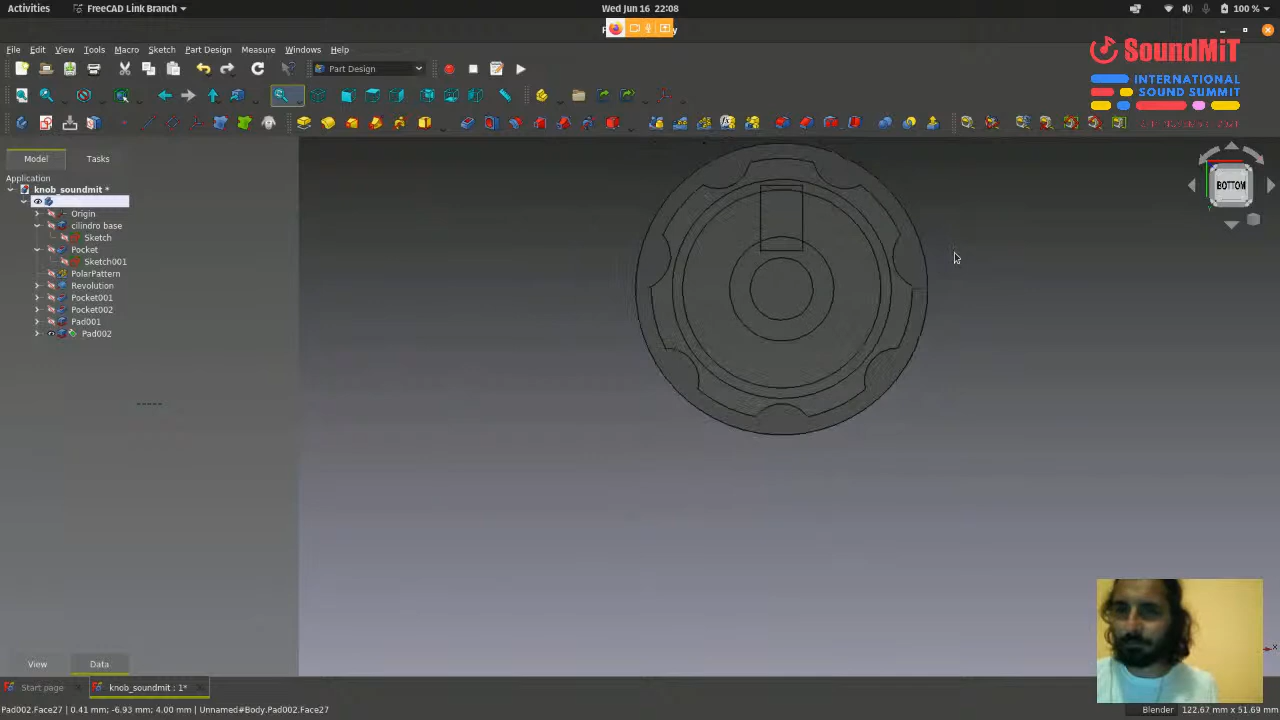 Activities
FreeCAD Link Branch
Wed Jun 16 22:08
100 %
SoundMiT
INTERNATIONAL
SOUND SUMMIT
File Edit View Tools Macro Sketch Part Design Measure Windows Help
Part Design
Model Tasks
Application
knob_soundmit *
Origin
cilindro base
Sketch
Pocket
Sketch001
PolarPattern
Revolution
Pocket001
Pocket002
Pad001
Pad002
BOTTOM
View Data
Start page knob_soundmit : 1*
Pad002.Face27 | 0.41 mm; -6.93 mm; 4.00 mm | Unnamed#Body.Pad002.Face27
Blender 122.67 mm x 51.69 mm